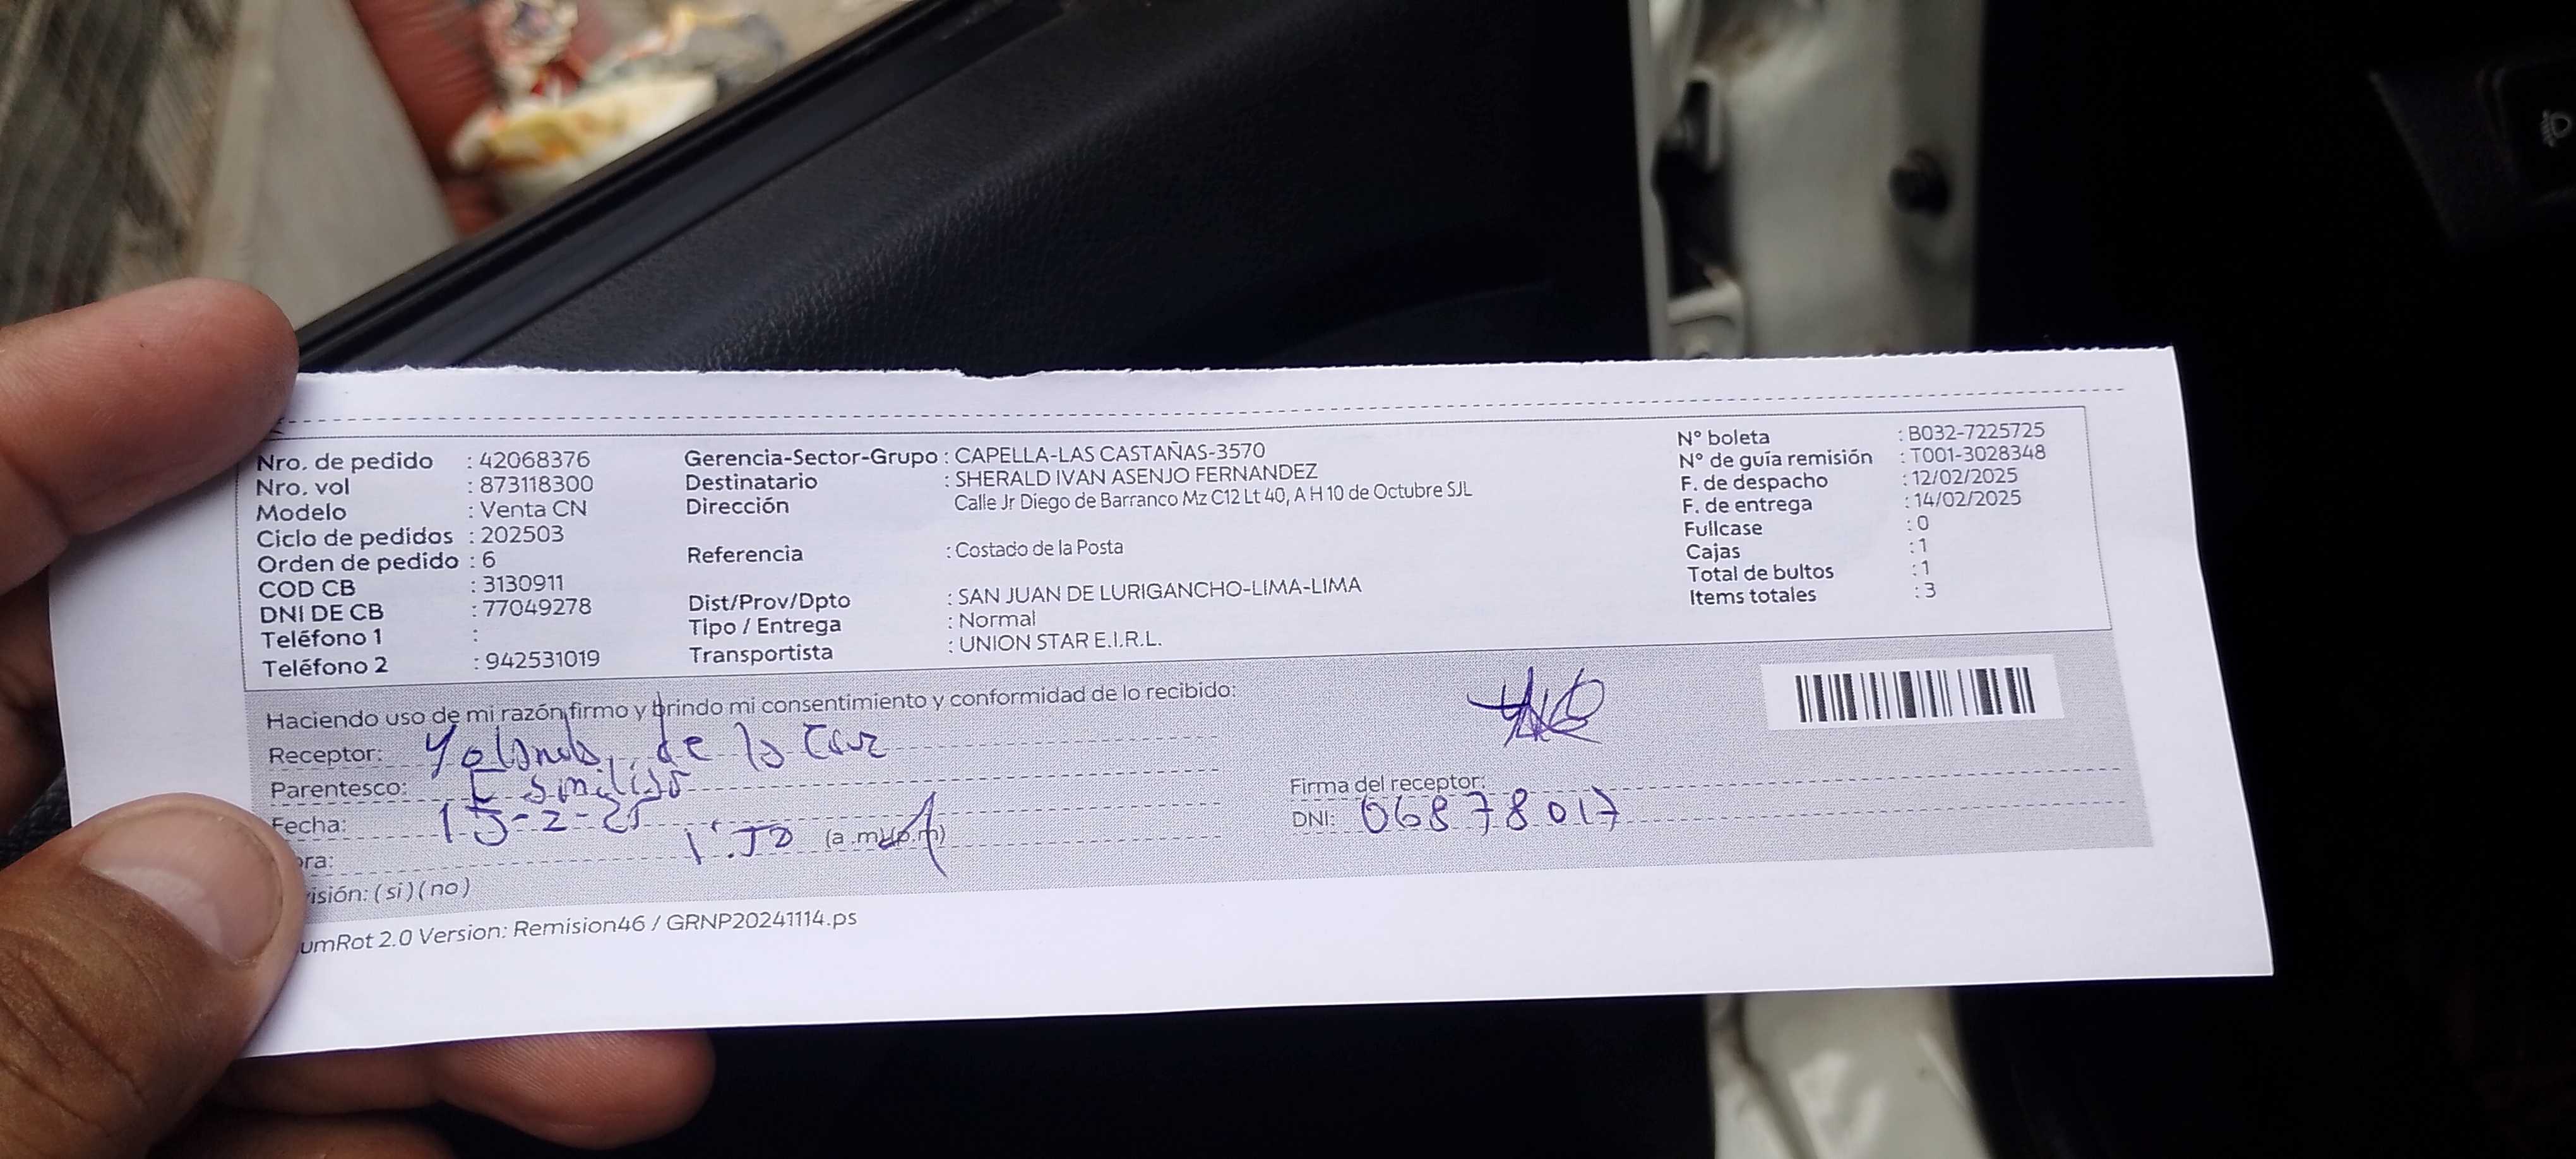 Nro. de pedido : 42068376
Nro. vol : 873118300
Modelo : Venta CN
Ciclo de pedidos : 202503
Orden de pedido : 6
COD CB : 3130911
DNI DE CB : 77049278
Teléfono 1 :
Teléfono 2 : 942531019
Gerencia-Sector-Grupo : CAPELLA-LAS CASTAÑAS-3570
Destinatario : SHERALD IVAN ASENJO FERNANDEZ
Dirección Calle Jr Diego de Barranco Mz C12 Lt 40, A H 10 de Octubre SJL
Referencia : Costado de la Posta
Dist/Prov/Dpto : SAN JUAN DE LURIGANCHO-LIMA-LIMA
Tipo / Entrega : Normal
Transportista : UNION STAR E.I.R.L.
N° boleta : B032-7225725
N° de guía remisión : T001-3028348
F. de despacho : 12/02/2025
F. de entrega : 14/02/2025
Fullcase : 0
Cajas : 1
Total de bultos : 1
Items totales : 3
Haciendo uso de mi razón firmo y brindo mi consentimiento y conformidad de lo recibido:
Receptor: Yolanda de la Cruz
Parentesco:
Fecha: 15-2-25
ora: (a.m/p.m)
isión: (si) (no)
Firma del receptor:
DNI: 06878017
umRot 2.0 Version: Remision46 / GRNP20241114.ps